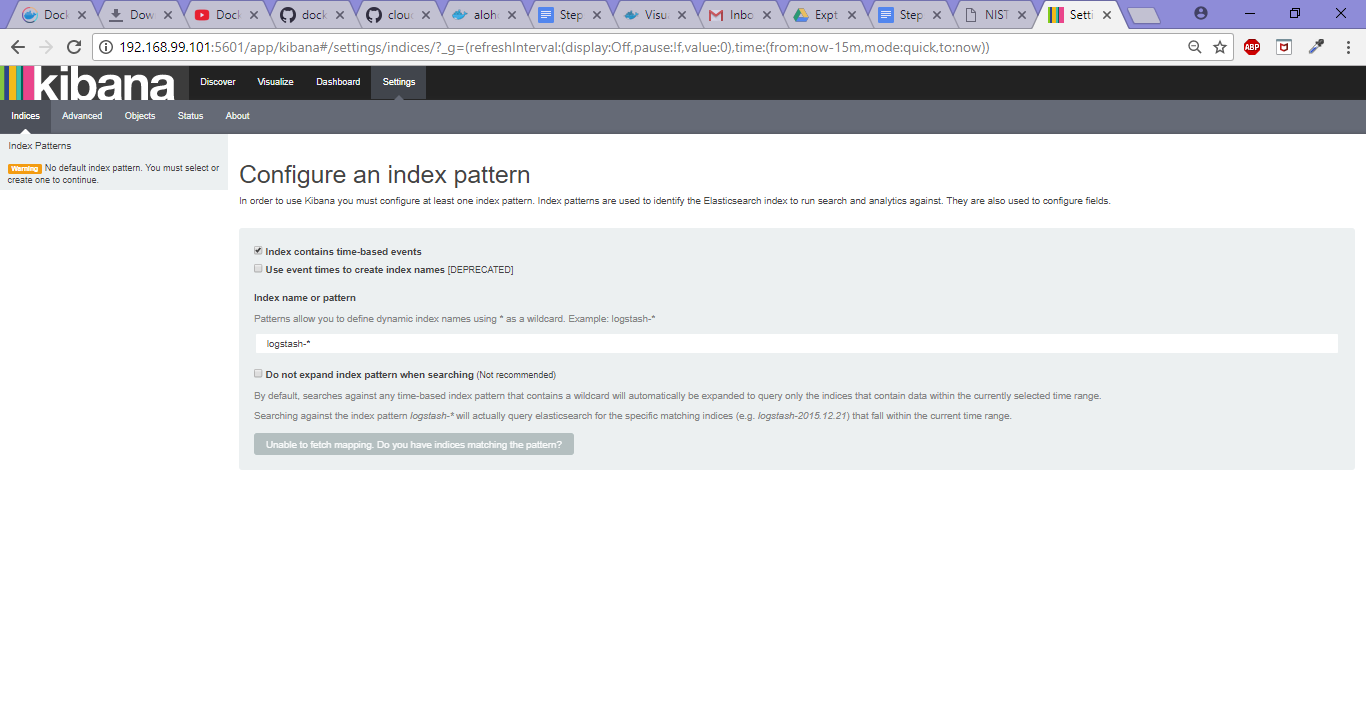 Dock
Dow
Dock
dock
clou
aloh
Step
Visu
Inbo
Expt
Step
NIST
Setti
192.168.99.101:5601/app/kibana#/settings/indices/?_g=(refreshInterval:(display:Off,pause:!f,value:0),time:(from:now-15m,mode:quick,to:now))
ABP
kibana
Discover
Visualize
Dashboard
Settings
Indices
Advanced
Objects
Status
About
Index Patterns
Warning No default index pattern. You must select or
create one to continue.
Configure an index pattern
In order to use Kibana you must configure at least one index pattern. Index patterns are used to identify the Elasticsearch index to run search and analytics against. They are also used to configure fields.
Index contains time-based events
Use event times to create index names [DEPRECATED]
Index name or pattern
Patterns allow you to define dynamic index names using * as a wildcard. Example: logstash-*
logstash-*
Do not expand index pattern when searching (Not recommended)
By default, searches against any time-based index pattern that contains a wildcard will automatically be expanded to query only the indices that contain data within the currently selected time range.
Searching against the index pattern logstash-* will actually query elasticsearch for the specific matching indices (e.g. logstash-2015.12.21) that fall within the current time range.
Unable to fetch mapping. Do you have indices matching the pattern?